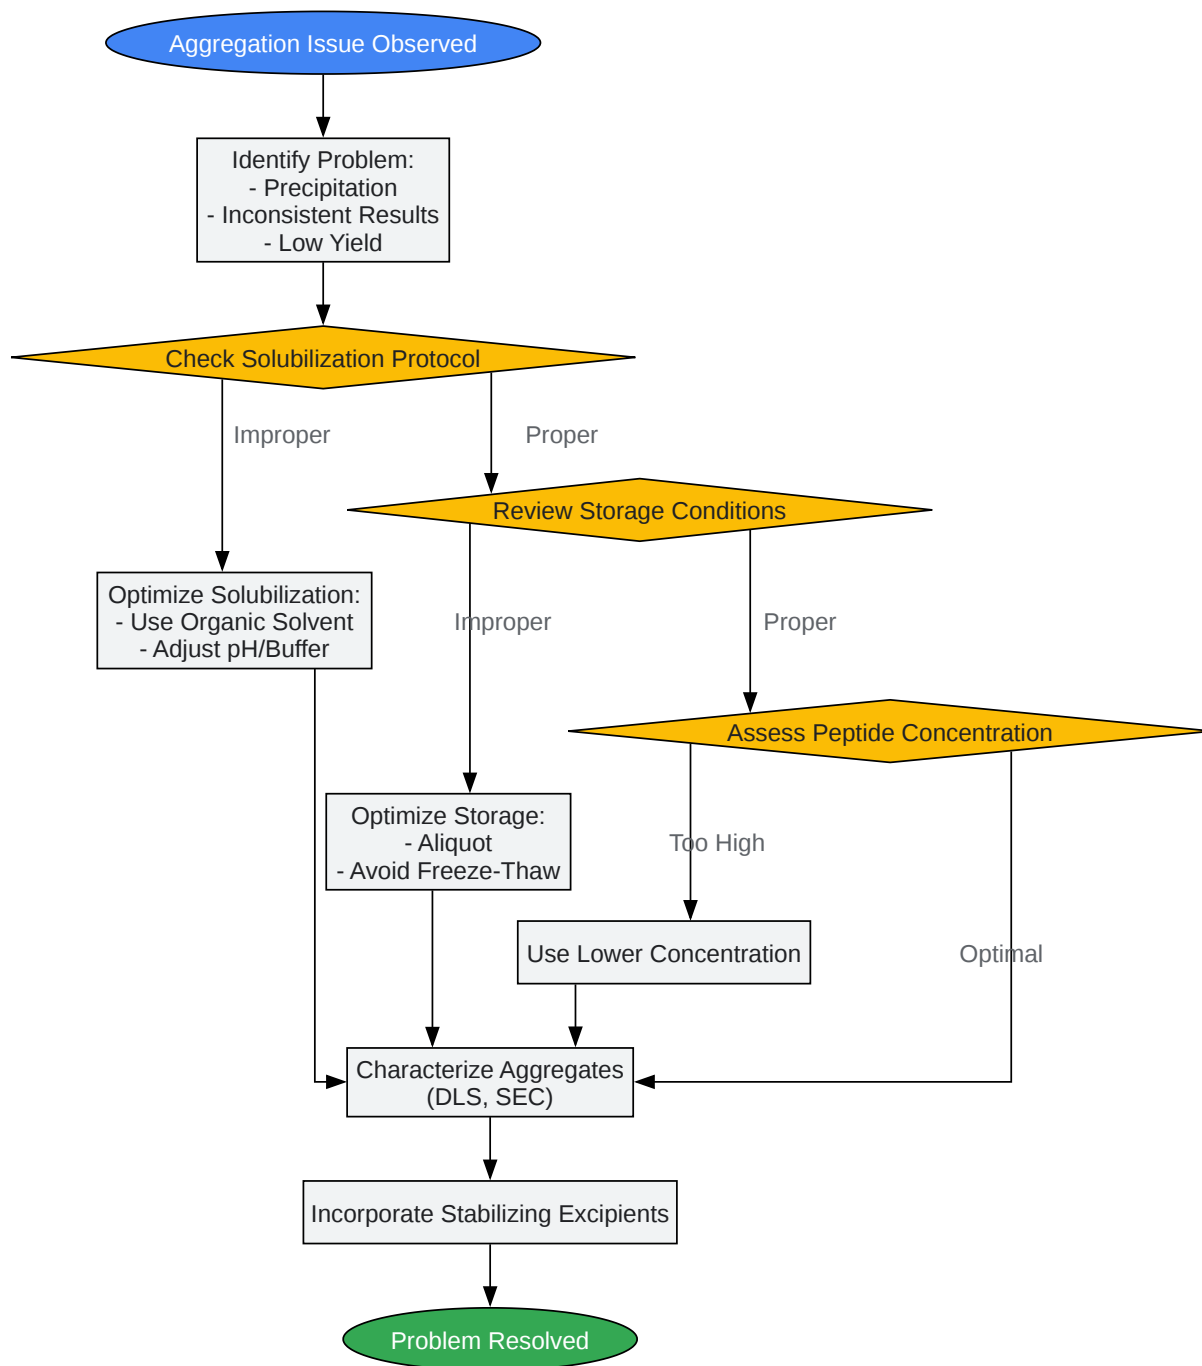 Aggregation Issue Observed
Identify Problem:
- Precipitation
- Inconsistent Results
- Low Yield
Check Solubilization Protocol
Improper
Proper
Review Storage Conditions
Optimize Solubilization:
- Use Organic Solvent
- Adjust pH/Buffer
Improper
Proper
Assess Peptide Concentration
Optimize Storage:
- Aliquot
- Avoid Freeze-Thaw
Too High
Use Lower Concentration
Optimal
Characterize Aggregates
(DLS, SEC)
Incorporate Stabilizing Excipients
Problem Resolved